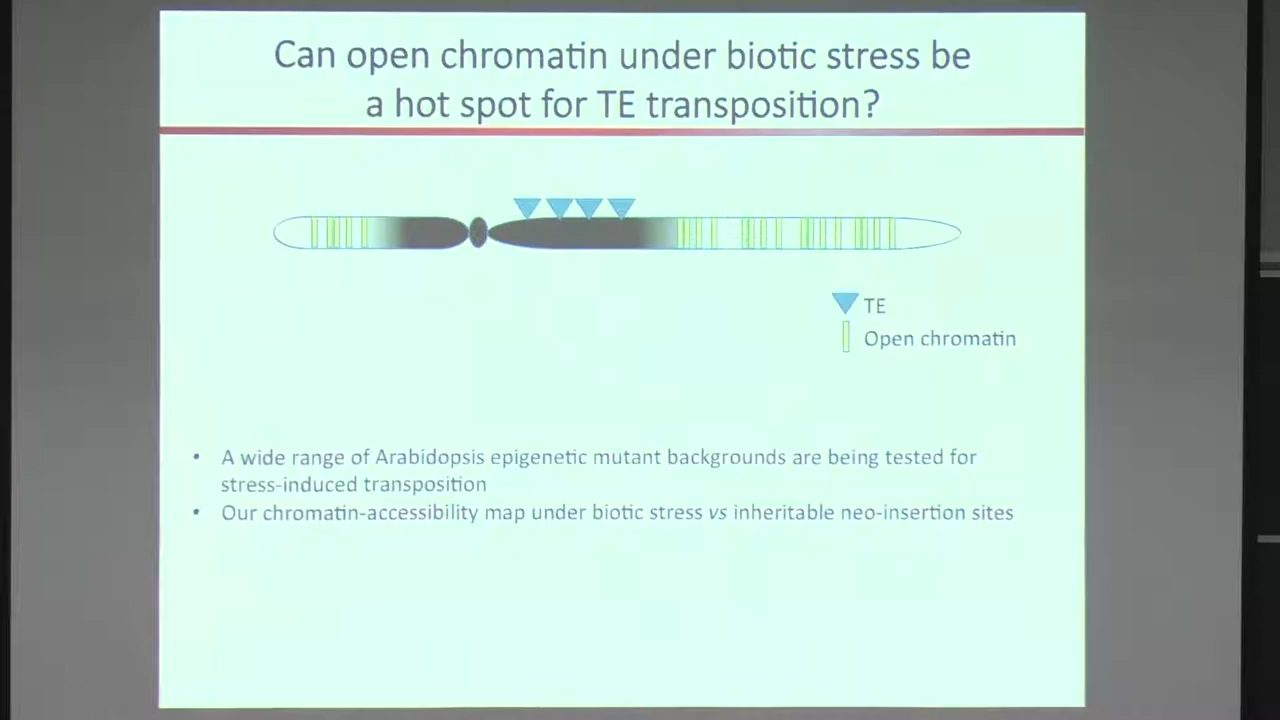 Can open chromatin under biotic stress be
a hot spot for TE transposition?
TE
Open chromatin
• A wide range of Arabidopsis epigenetic mutant backgrounds are being tested for
stress-induced transposition
• Our chromatin-accessibility map under biotic stress vs inheritable neo-insertion sites